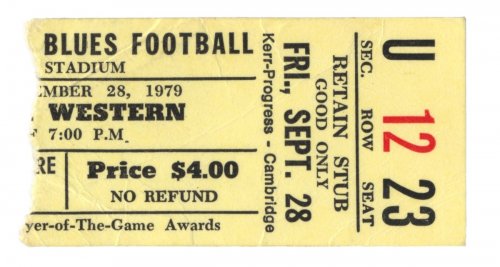 BLUES FOOTBALL
STADIUM
EMBER 28, 1979
WESTERN
7:00 P.M.
RE
Price $4.00
NO REFUND
yer-of-The-Game Awards
Kerr-Progress - Cambridge
FRI., SEPT. 28
GOOD ONLY
RETAIN STUB
SEC. ROW SEAT
U 12 23